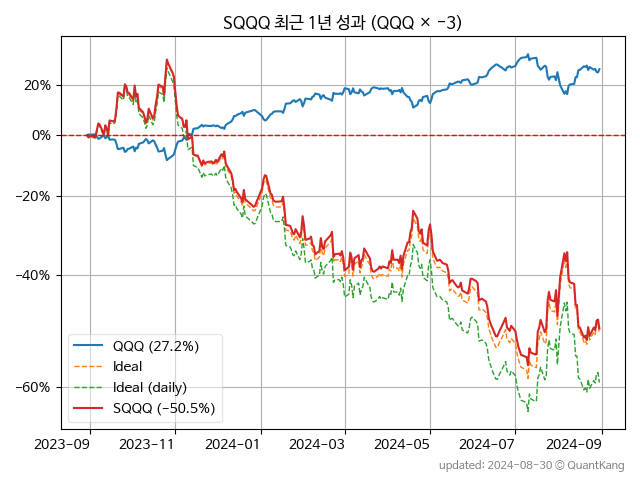 SQQQ 최근 1년 성과 (QQQ × −3)
20%
0%
−20%
−40%
−60%
QQQ (27.2%)
Ideal
Ideal (daily)
SQQQ (−50.5%)
2023-09 2023-11 2024-01 2024-03 2024-05 2024-07 2024-09
updated: 2024-08-30 © QuantKang